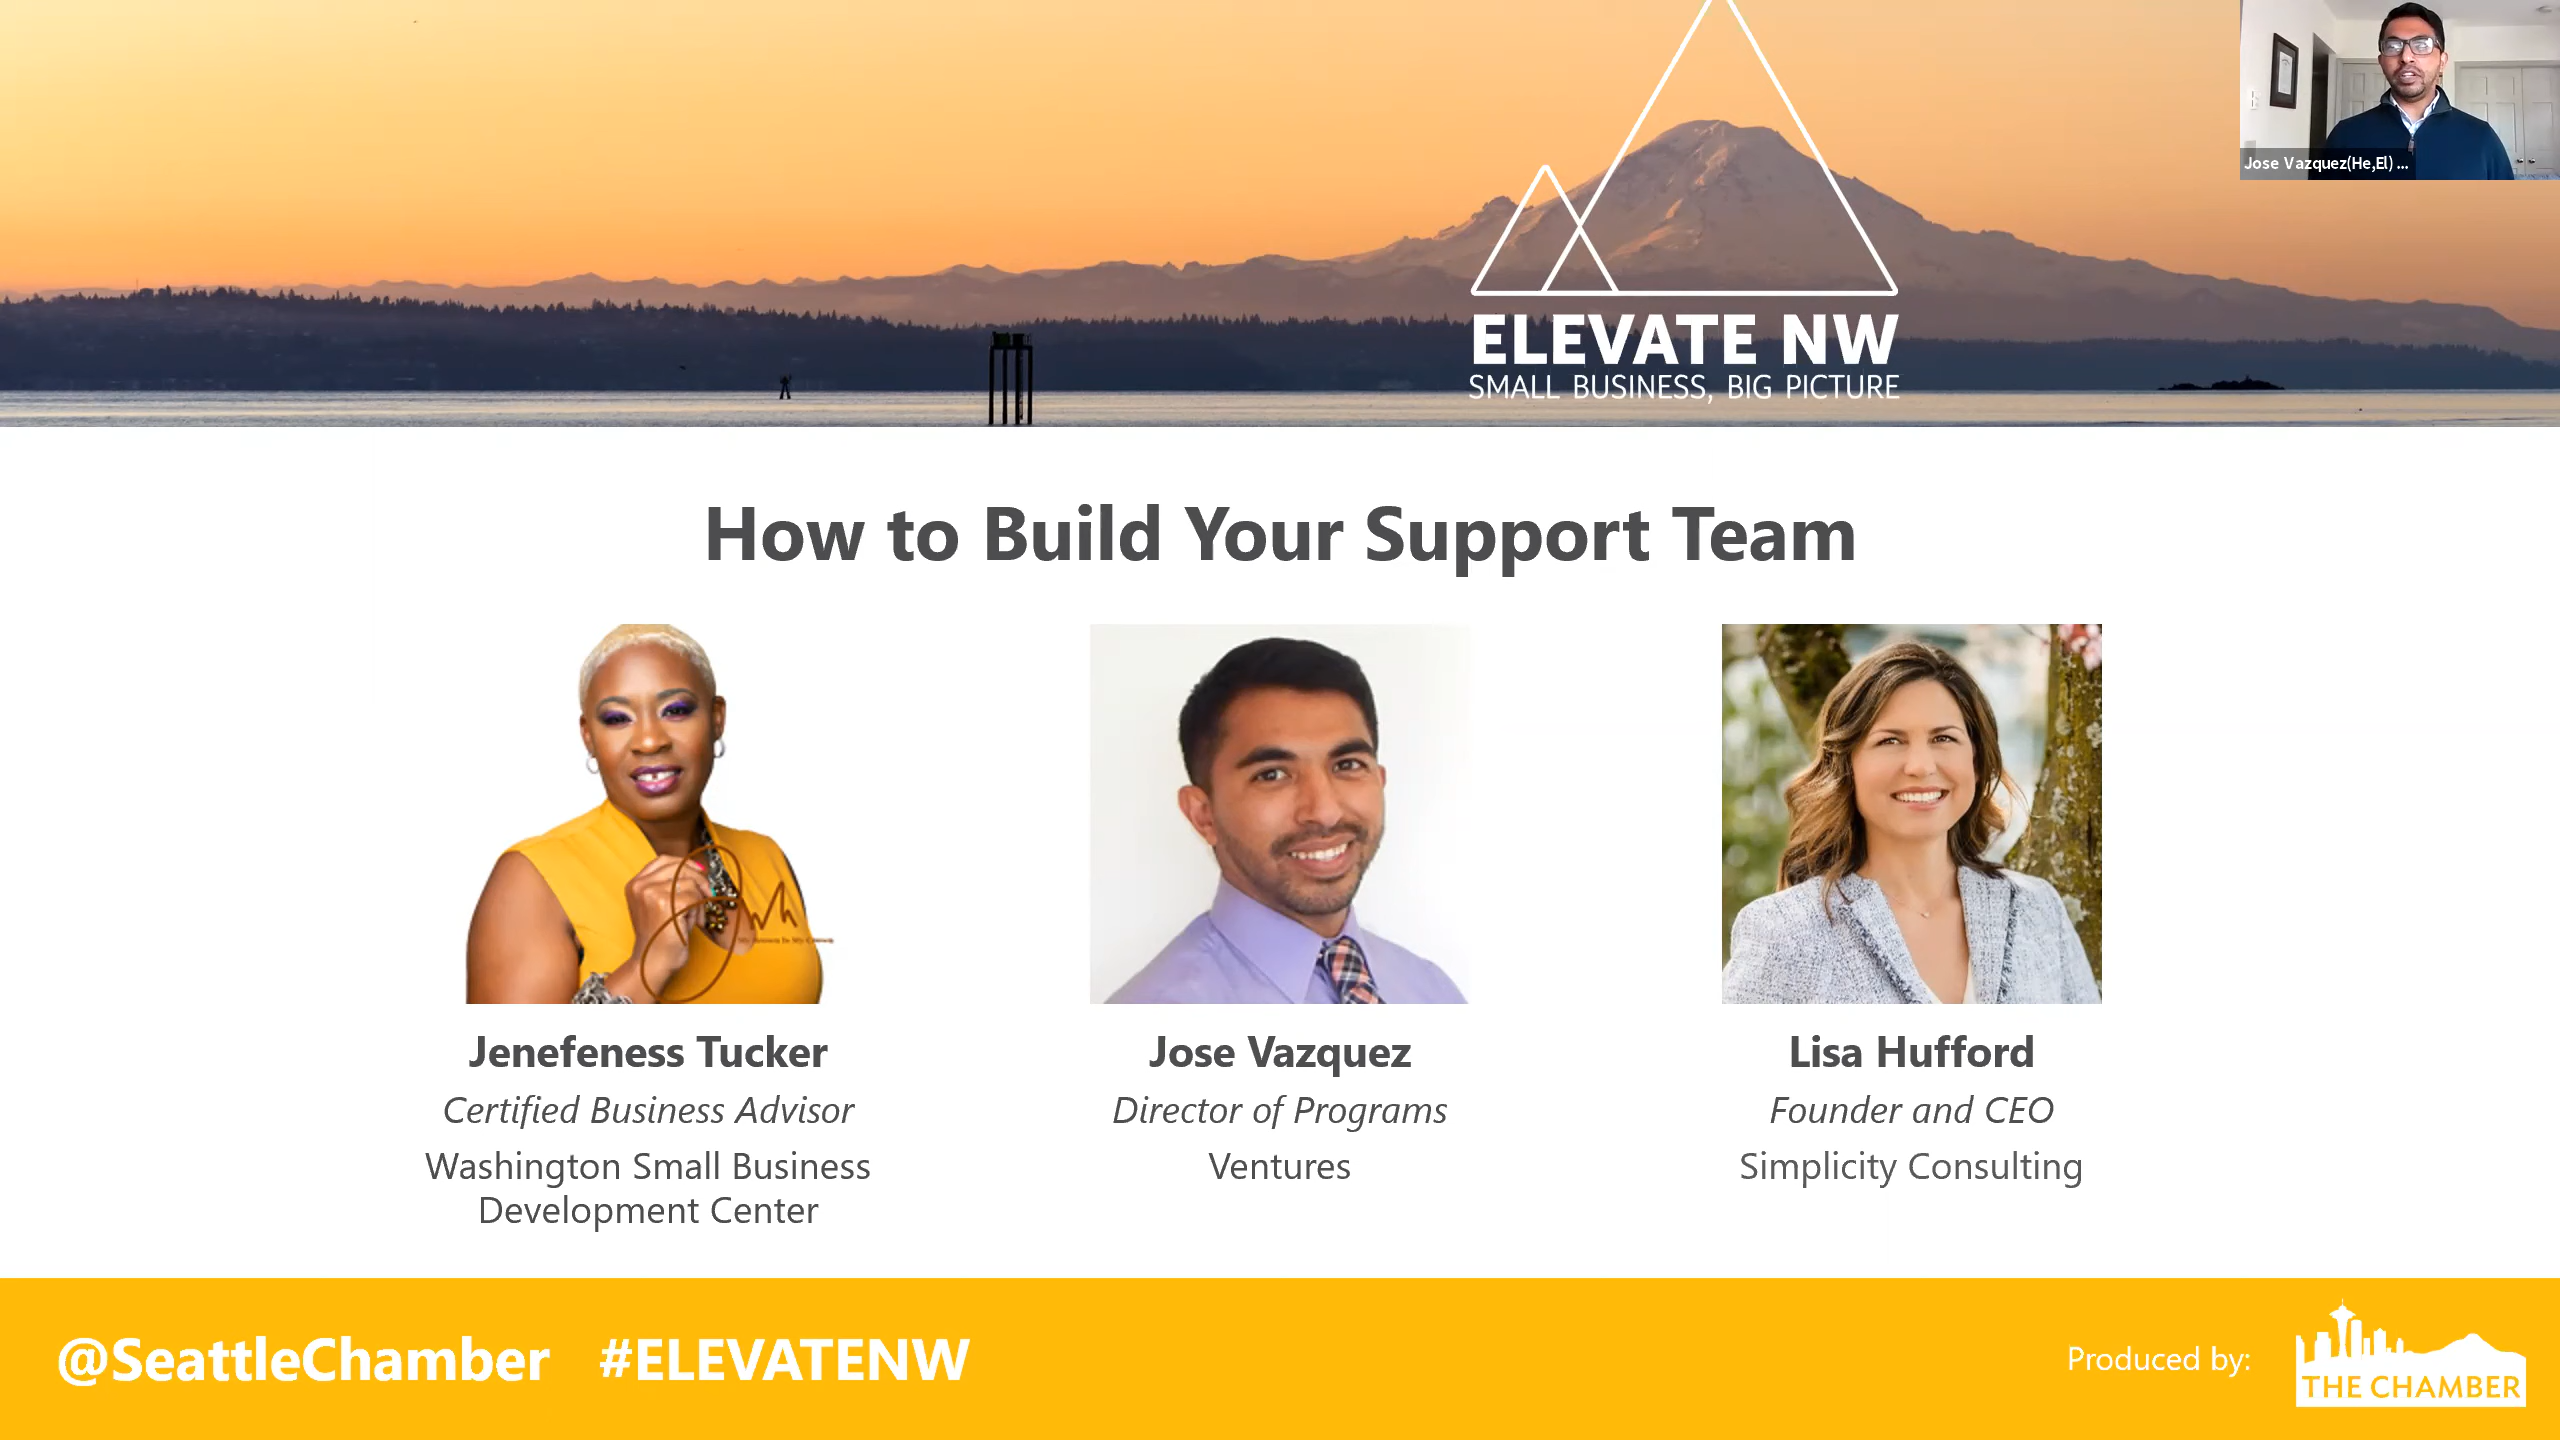 Jose Vazquez(He,El) ...
ELEVATE NW
SMALL BUSINESS, BIG PICTURE
How to Build Your Support Team
Jenefeness Tucker
Certified Business Advisor
Washington Small Business
Development Center
Jose Vazquez
Director of Programs
Ventures
Lisa Hufford
Founder and CEO
Simplicity Consulting
@SeattleChamber #ELEVATENW
Produced by:
THE CHAMBER